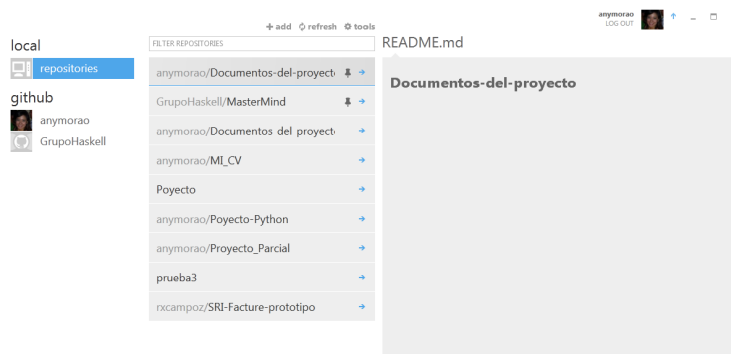 anymorao
LOG OUT
add refresh tools
local
FILTER REPOSITORIES
README.md
repositories
anymorao/Documentos-del-proyecto
Documentos-del-proyecto
github
GrupoHaskell/MasterMind
anymorao
anymorao/Documentos del proyecto
GrupoHaskell
anymorao/MI_CV
Poyecto
anymorao/Poyecto-Python
anymorao/Proyecto_Parcial
prueba3
rxcampoz/SRI-Facture-prototipo